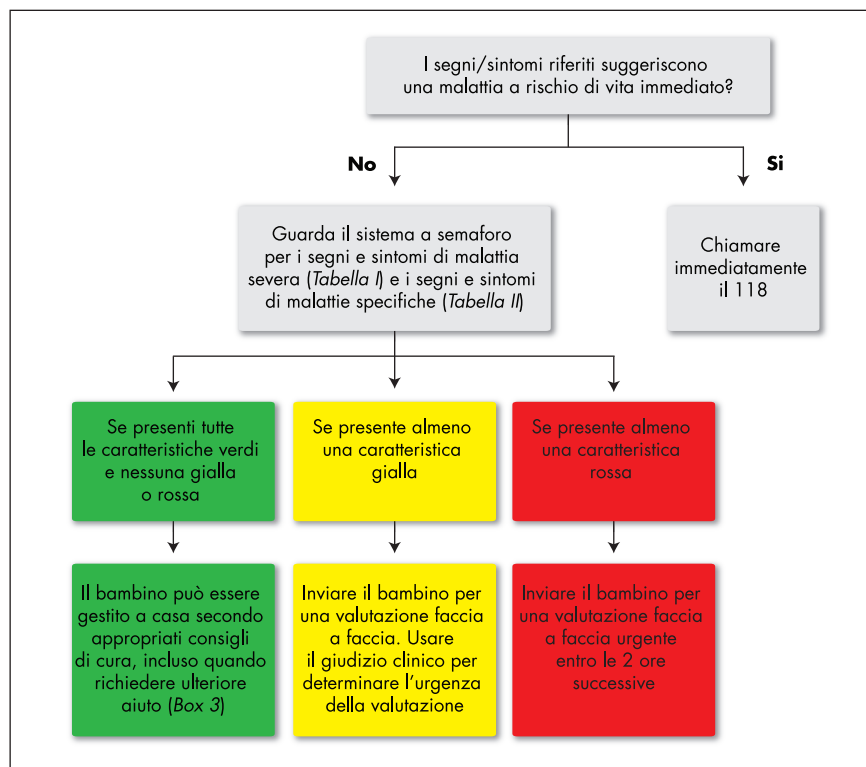 I segni/sintomi riferiti suggeriscono
una malattia a rischio di vita immediato?
No
Si
Guarda il sistema a semaforo
per i segni e sintomi di malattia
severa (Tabella I) e i segni e sintomi
di malattie specifiche (Tabella II)
Chiamare
immediatamente
il 118
Se presenti tutte
le caratteristiche verdi
e nessuna gialla
o rossa
Se presente almeno
una caratteristica
gialla
Se presente almeno
una caratteristica
rossa
Il bambino può essere
gestito a casa secondo
appropriati consigli
di cura, incluso quando
richiedere ulteriore
aiuto (Box 3)
Inviare il bambino per
una valutazione faccia
a faccia. Usare
il giudizio clinico per
determinare l'urgenza
della valutazione
Inviare il bambino per
una valutazione faccia
a faccia urgente
entro le 2 ore
successive